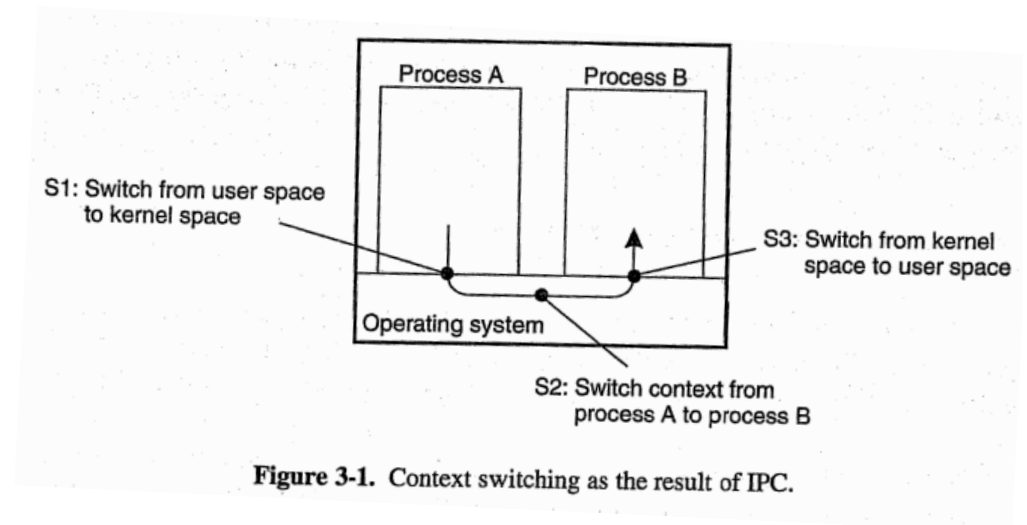 Process A
Process B
S1: Switch from user space
to kernel space
S3: Switch from kernel
space to user space
Operating system
S2: Switch context from
process A to process B
Figure 3-1. Context switching as the result of IPC.